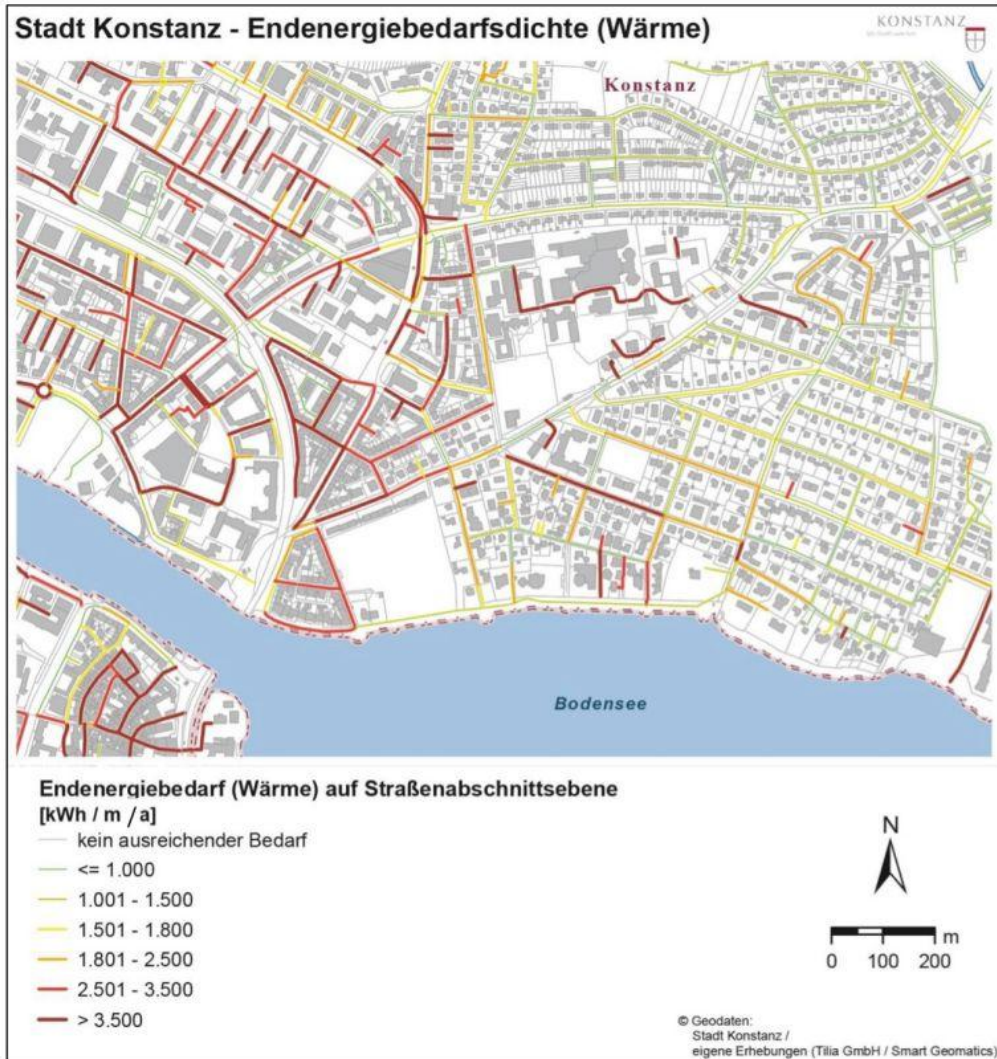 Stadt Konstanz - Endenergiebedarfsdichte (Wärme)
KONSTANZ
Konstanz
Bodensee
Endenergiebedarf (Wärme) auf Straßenabschnittsebene
[kWh / m / a]
kein ausreichender Bedarf
<= 1.000
1.001 - 1.500
1.501 - 1.800
1.801 - 2.500
2.501 - 3.500
> 3.500
N
m
0 100 200
© Geodaten:
Stadt Konstanz /
eigene Erhebungen (Tilia GmbH / Smart Geomatics)